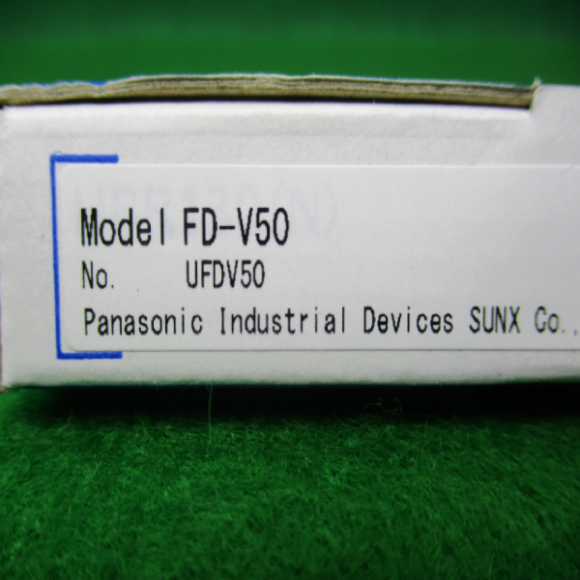 Model FD-V50
No. UFDV50
Panasonic Industrial Devices SUNX Co.,